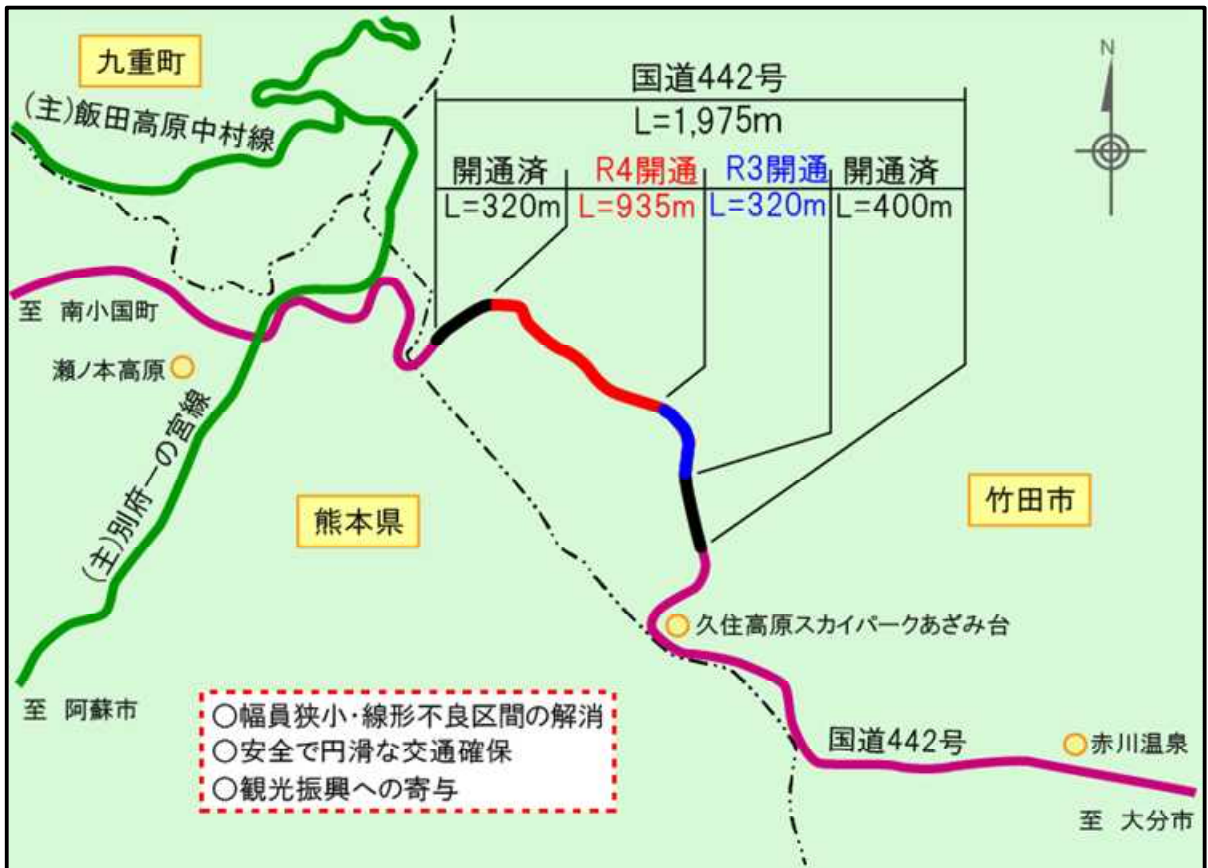 九重町
(主)飯田高原中村線
国道442号
L=1,975m
開通済
R4開通
R3開通
開通済
L=320m
L=935m
L=320m
L=400m
N
至 南小国町
瀬ノ本高原
(主)別府一の宮線
熊本県
竹田市
久住高原スカイパークあざみ台
至 阿蘇市
○幅員狭小・線形不良区間の解消
○安全で円滑な交通確保
○観光振興への寄与
国道442号
赤川温泉
至 大分市